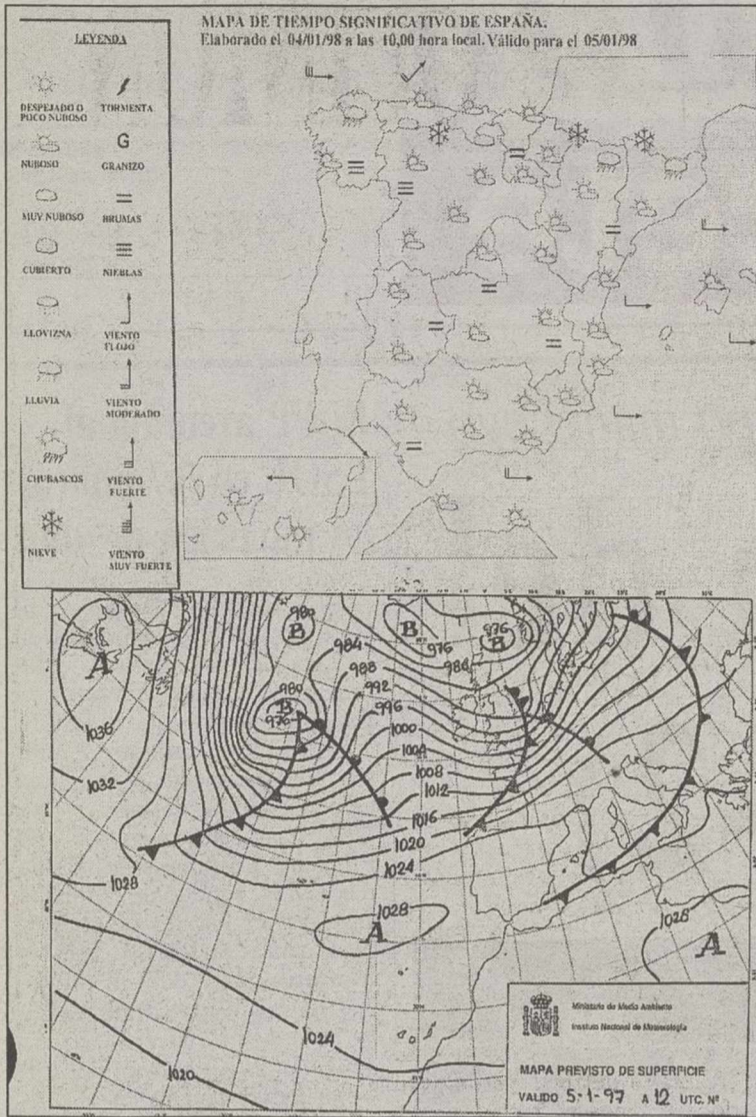 MAPA DE TIEMPO SIGNIFICATIVO DE ESPAÑA.
Elaborado el 04/01/98 a las 10,00 hora local. Válido para el 05/01/98
LEYENDA
DESPEJADO O
POCO NUBOSO
TORMENTA
G
NUBOSO
GRANIZO
MUY NUBOSO
BRUMAS
CUBIERTO
NIEBLAS
LLOVIZNA
VIENTO
FLOJO
LLUVIA
VIENTO
MODERADO
CHUBASCOS
VIENTO
FUERTE
NIEVE
VIENTO
MUY FUERTE
980
B
B
976
976
B
984
984
988
A
980
B
976
992
996
1000
1036
1004
1008
1032
1012
1016
1020
1024
1028
1028
A
1028
A
1024
1020
Ministerio de Medio Ambiente
Instituto Nacional de Meteorología
MAPA PREVISTO DE SUPERFICIE
VALIDO 5-1-97 A 12 UTC. Nº